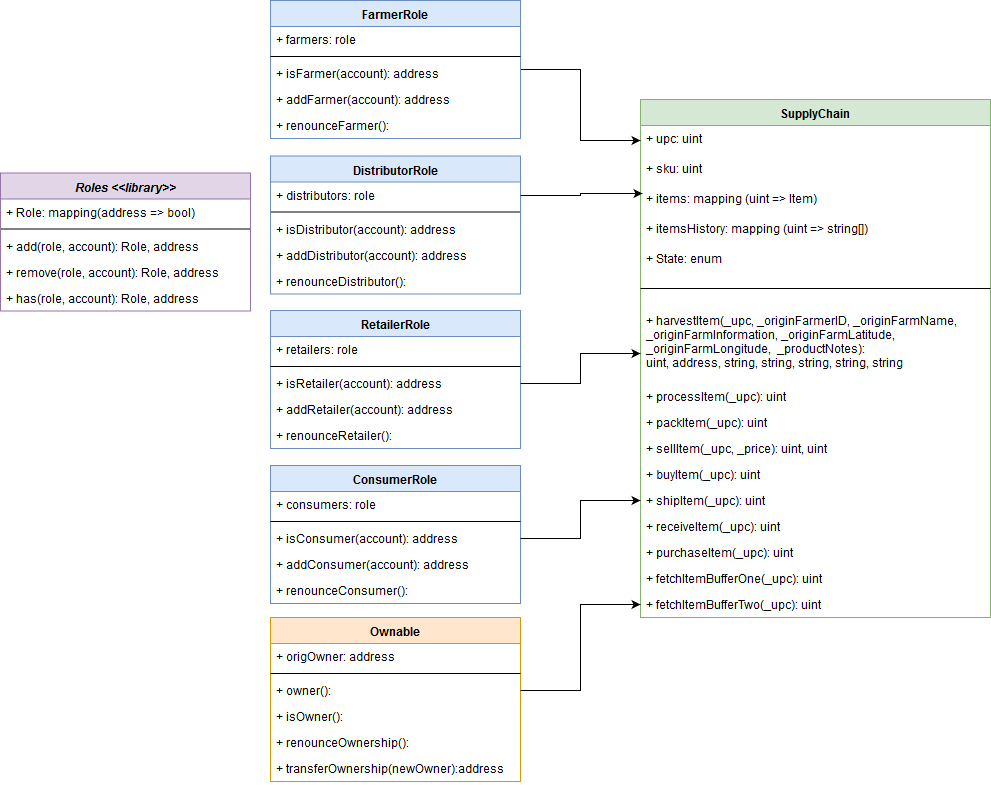 FarmerRole
+ farmers: role
+ isFarmer(account): address
+ addFarmer(account): address
+ renounceFarmer():
DistributorRole
+ distributors: role
+ isDistributor(account): address
+ addDistributor(account): address
+ renounceDistributor():
Roles <<library>>
+ Role: mapping(address => bool)
+ add(role, account): Role, address
+ remove(role, account): Role, address
+ has(role, account): Role, address
RetailerRole
+ retailers: role
+ isRetailer(account): address
+ addRetailer(account): address
+ renounceRetailer():
ConsumerRole
+ consumers: role
+ isConsumer(account): address
+ addConsumer(account): address
+ renounceConsumer():
Ownable
+ origOwner: address
+ owner():
+ isOwner():
+ renounceOwnership():
+ transferOwnership(newOwner):address
SupplyChain
+ upc: uint
+ sku: uint
+ items: mapping (uint => Item)
+ itemsHistory: mapping (uint => string[])
+ State: enum
+ harvestItem(_upc, _originFarmerID, _originFarmName,
_originFarmInformation, _originFarmLatitude,
_originFarmLongitude, _productNotes):
uint, address, string, string, string, string, string
+ processItem(_upc): uint
+ packItem(_upc): uint
+ sellItem(_upc, _price): uint, uint
+ buyItem(_upc): uint
+ shipItem(_upc): uint
+ receiveItem(_upc): uint
+ purchaseItem(_upc): uint
+ fetchItemBufferOne(_upc): uint
+ fetchItemBufferTwo(_upc): uint